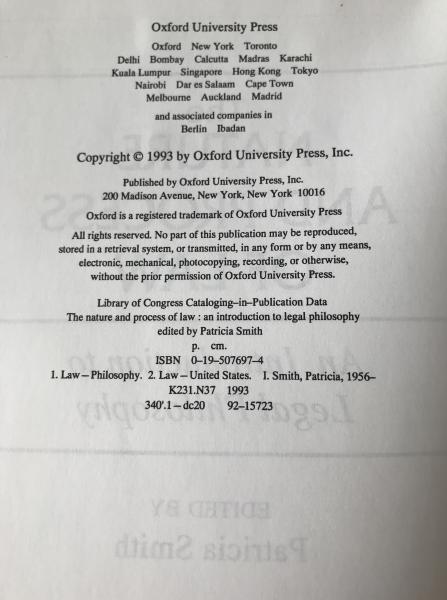 Oxford University Press
Oxford New York Toronto
Delhi Bombay Calcutta Madras Karachi
Kuala Lumpur Singapore Hong Kong Tokyo
Nairobi Dar es Salaam Cape Town
Melbourne Auckland Madrid
and associated companies in
Berlin Ibadan
Copyright © 1993 by Oxford University Press, Inc.
Published by Oxford University Press, Inc.
200 Madison Avenue, New York, New York 10016
Oxford is a registered trademark of Oxford University Press
All rights reserved. No part of this publication may be reproduced,
stored in a retrieval system, or transmitted, in any form or by any means,
electronic, mechanical, photocopying, recording, or otherwise,
without the prior permission of Oxford University Press.
Library of Congress Cataloging–in–Publication Data
The nature and process of law : an introduction to legal philosophy
edited by Patricia Smith
p. cm.
ISBN 0–19–507697–4
1. Law—Philosophy. 2. Law—United States. I. Smith, Patricia, 1956–
K231.N37 1993
340'.1—dc20 92–15723
EDITED BY
Patricia Smith